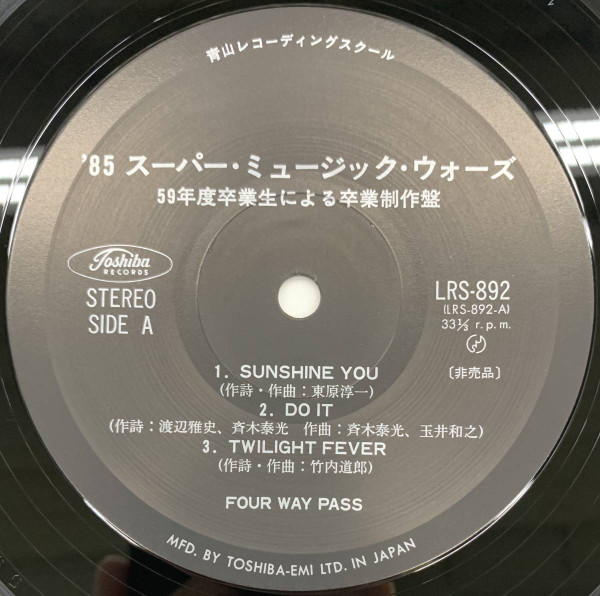 青山レコーディングスクール
'85 スーパー・ミュージック・ウォーズ
59年度卒業生による卒業制作盤
Toshiba
RECORDS
STEREO
SIDE A
LRS-892
(LRS-892-A)
33⅓ r.p.m.
〔非売品〕
1. SUNSHINE YOU
(作詩・作曲：東原淳一)
2. DO IT
(作詩：渡辺雅史、斉木泰光 作曲：斉木泰光、玉井和之)
3. TWILIGHT FEVER
(作詩・作曲：竹内道郎)
FOUR WAY PASS
MFD. BY TOSHIBA-EMI LTD. IN JAPAN